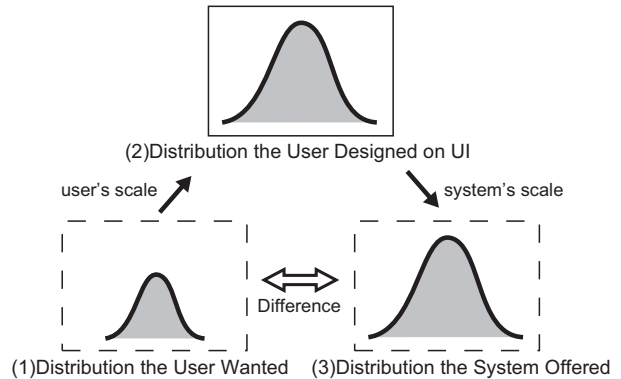 (2)Distribution the User Designed on UI
user's scale
system's scale
Difference
(1)Distribution the User Wanted
(3)Distribution the System Offered